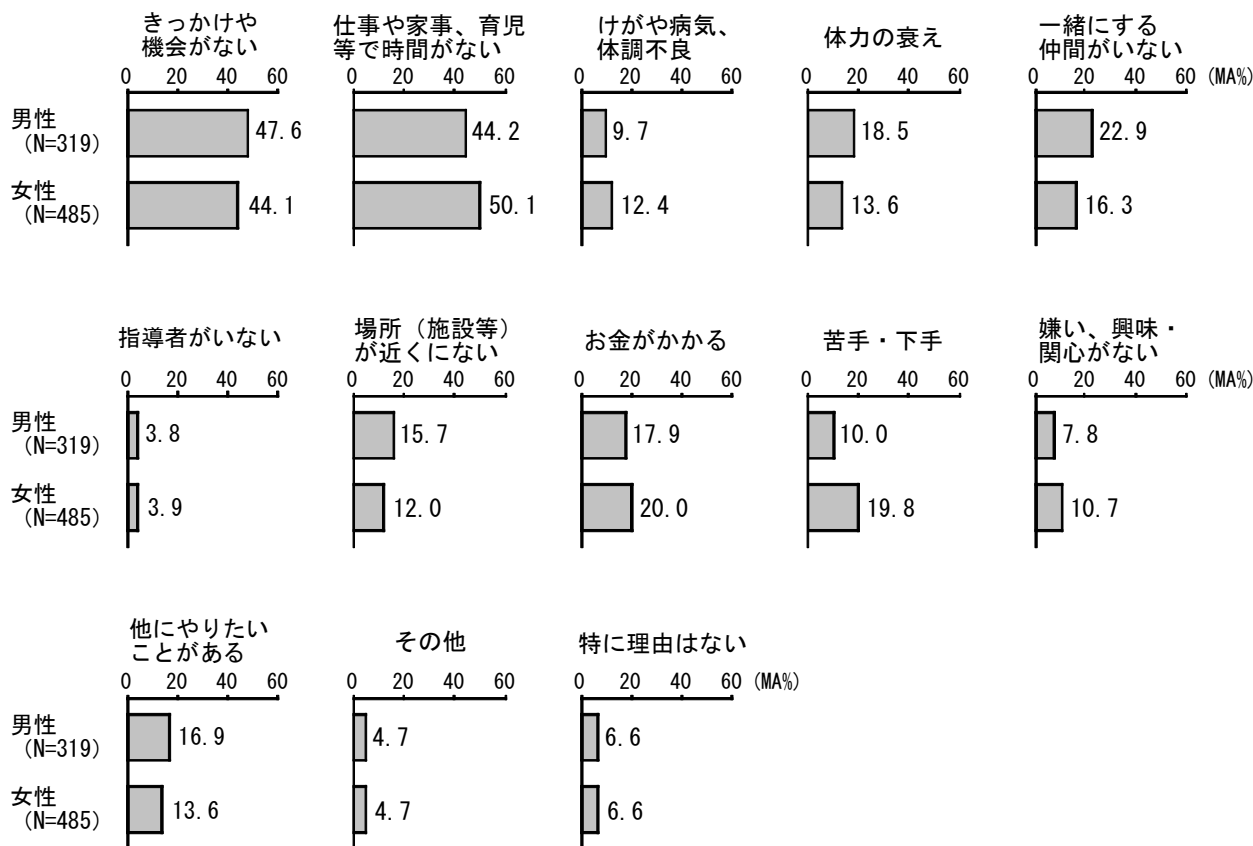 きっかけや
機会がない
仕事や家事、育児
等で時間がない
けがや病気、
体調不良
体力の衰え
一緒にする
仲間がいない
0 20 40 60
0 20 40 60
0 20 40 60
0 20 40 60
0 20 40 60 (MA%)
男性
(N=319)
47.6
44.2
9.7
18.5
22.9
女性
(N=485)
44.1
50.1
12.4
13.6
16.3
指導者がいない
場所（施設等）
が近くにない
お金がかかる
苦手・下手
嫌い、興味・
関心がない
0 20 40 60
0 20 40 60
0 20 40 60
0 20 40 60
0 20 40 60 (MA%)
男性
(N=319)
3.8
15.7
17.9
10.0
7.8
女性
(N=485)
3.9
12.0
20.0
19.8
10.7
他にやりたい
ことがある
その他
特に理由はない
0 20 40 60
0 20 40 60
0 20 40 60 (MA%)
男性
(N=319)
16.9
4.7
6.6
女性
(N=485)
13.6
4.7
6.6